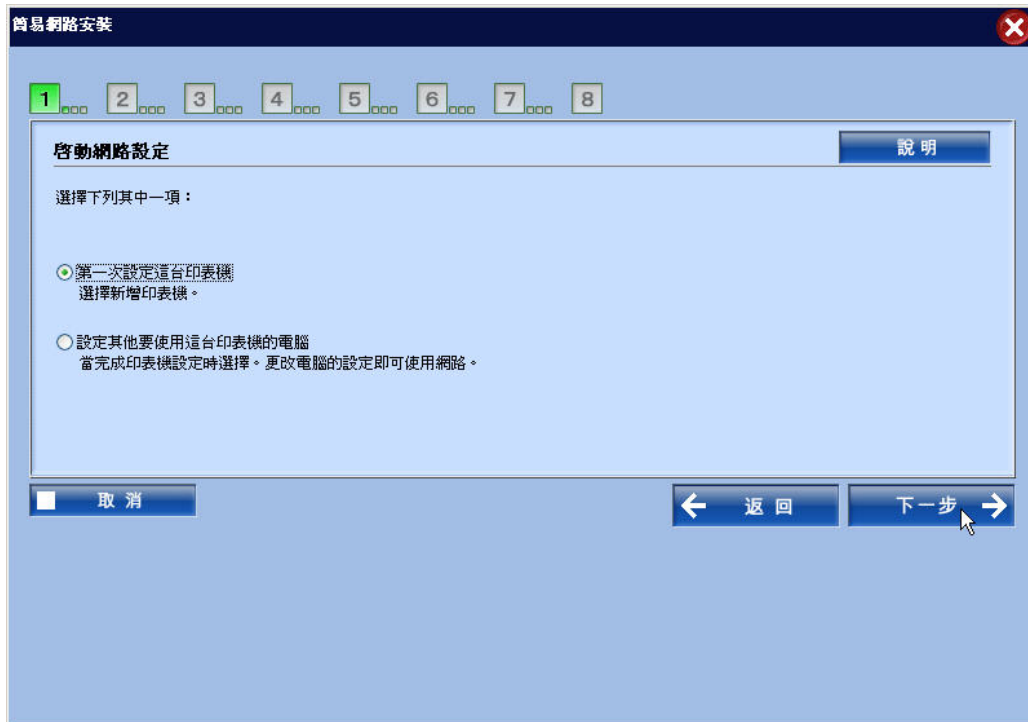 簡易網路安裝
1 2 3 4 5 6 7 8
啓動網路設定
說明
選擇下列其中一項：
第一次設定這台印表機
選擇新增印表機。
設定其他要使用這台印表機的電腦
當完成印表機設定時選擇。更改電腦的設定即可使用網路。
取消
返回
下一步